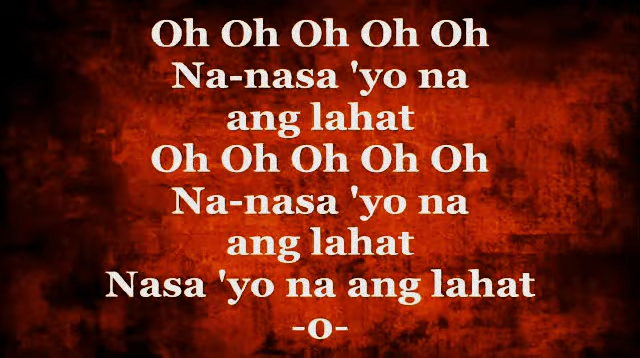 Oh Oh Oh Oh Oh
Na-nasa 'yo na
ang lahat
Oh Oh Oh Oh Oh
Na-nasa 'yo na
ang lahat
Nasa 'yo na ang lahat
-o-